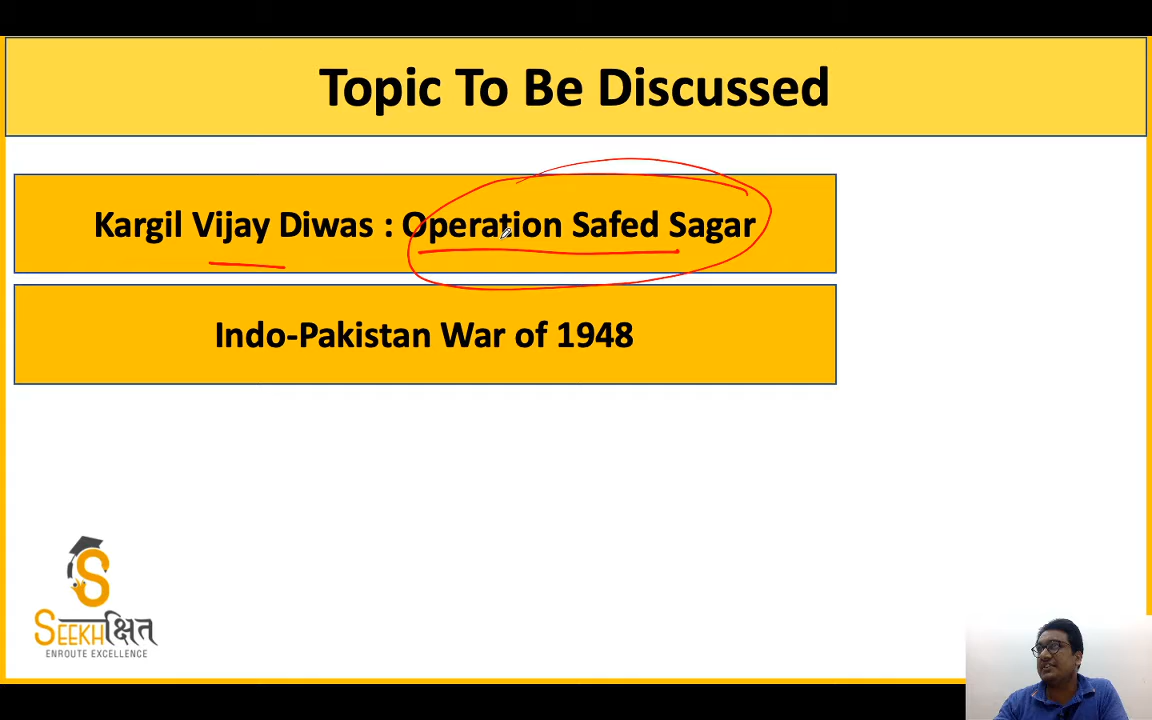 Topic To Be Discussed
Kargil Vijay Diwas : Operation Safed Sagar
Indo-Pakistan War of 1948
S
SEEKHक्षित
ENROUTE EXCELLENCE